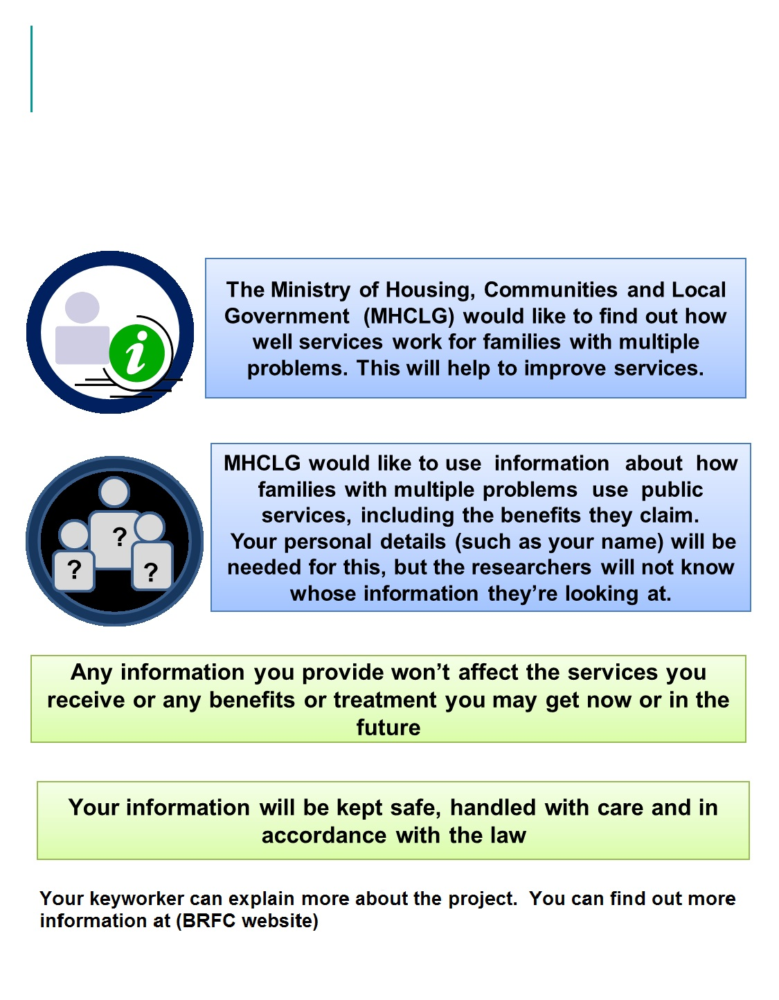 The Ministry of Housing, Communities and Local
Government (MHCLG) would like to find out how
well services work for families with multiple
problems. This will help to improve services.
i
MHCLG would like to use information about how
families with multiple problems use public
services, including the benefits they claim.
Your personal details (such as your name) will be
needed for this, but the researchers will not know
whose information they’re looking at.
?
?
?
Any information you provide won’t affect the services you
receive or any benefits or treatment you may get now or in the
future
Your information will be kept safe, handled with care and in
accordance with the law
Your keyworker can explain more about the project. You can find out more
information at (BRFC website)